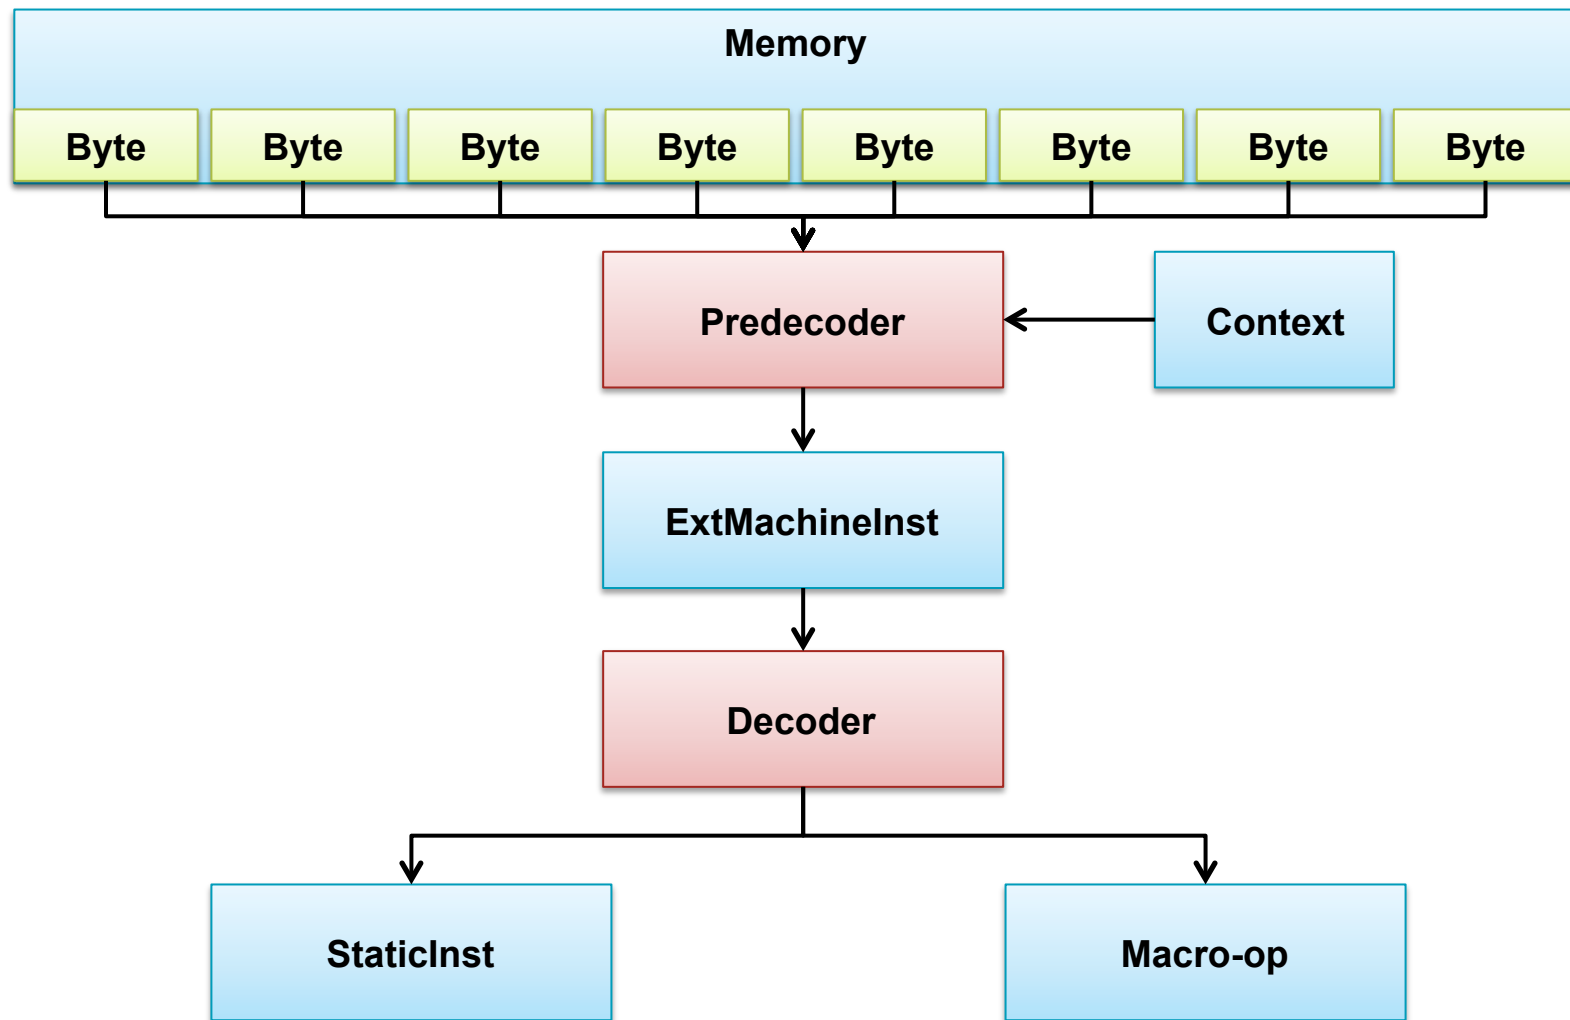 Memory
Byte Byte Byte Byte Byte Byte Byte Byte
Predecoder Context
ExtMachineInst
Decoder
StaticInst Macro-op